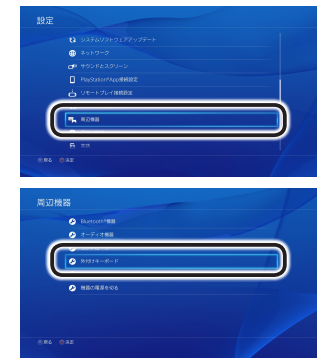 設定
システムソフトウェアアップデート
ネットワーク
サウンドとスクリーン
PlayStation®App接続設定
リモートプレイ接続設定
周辺機器
戻る 決定
周辺機器
Bluetooth®機器
オーディオ機器
外付けキーボード
機器の電源を切る
戻る 決定